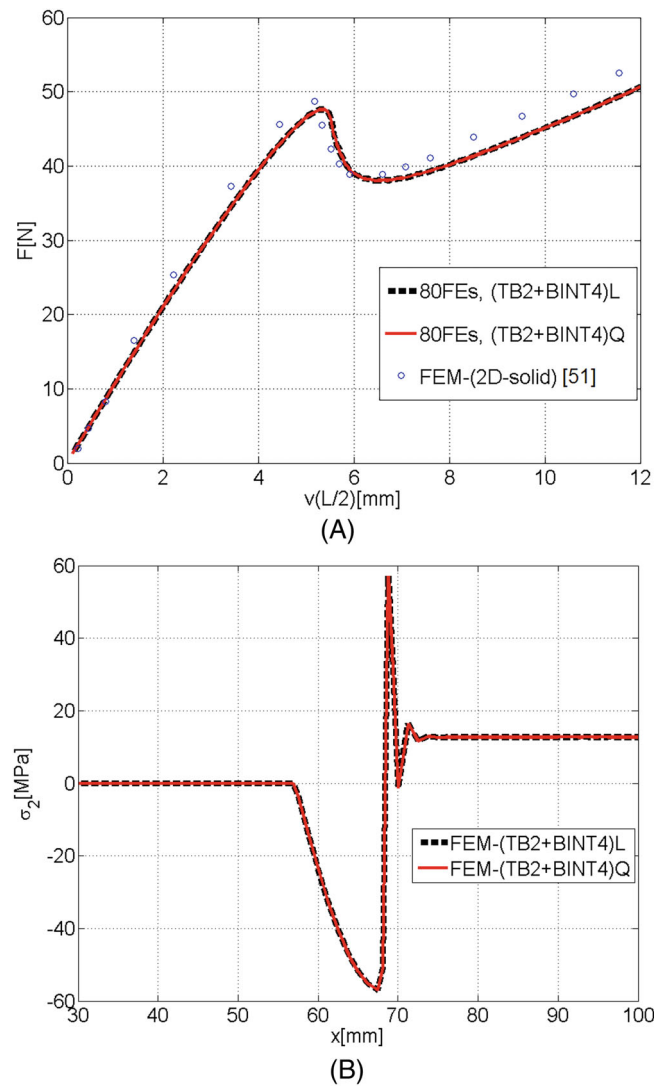 60
50
40
30
20
10
0
F[N]
80FEs, (TB2+BINT4)L
80FEs, (TB2+BINT4)Q
FEM-(2D-solid) [51]
0 2 4 6 8 10 12
v(L/2)[mm]
(A)
60
40
20
0
-20
-40
-60
σ2[MPa]
FEM-(TB2+BINT4)L
FEM-(TB2+BINT4)Q
30 40 50 60 70 80 90 100
x[mm]
(B)